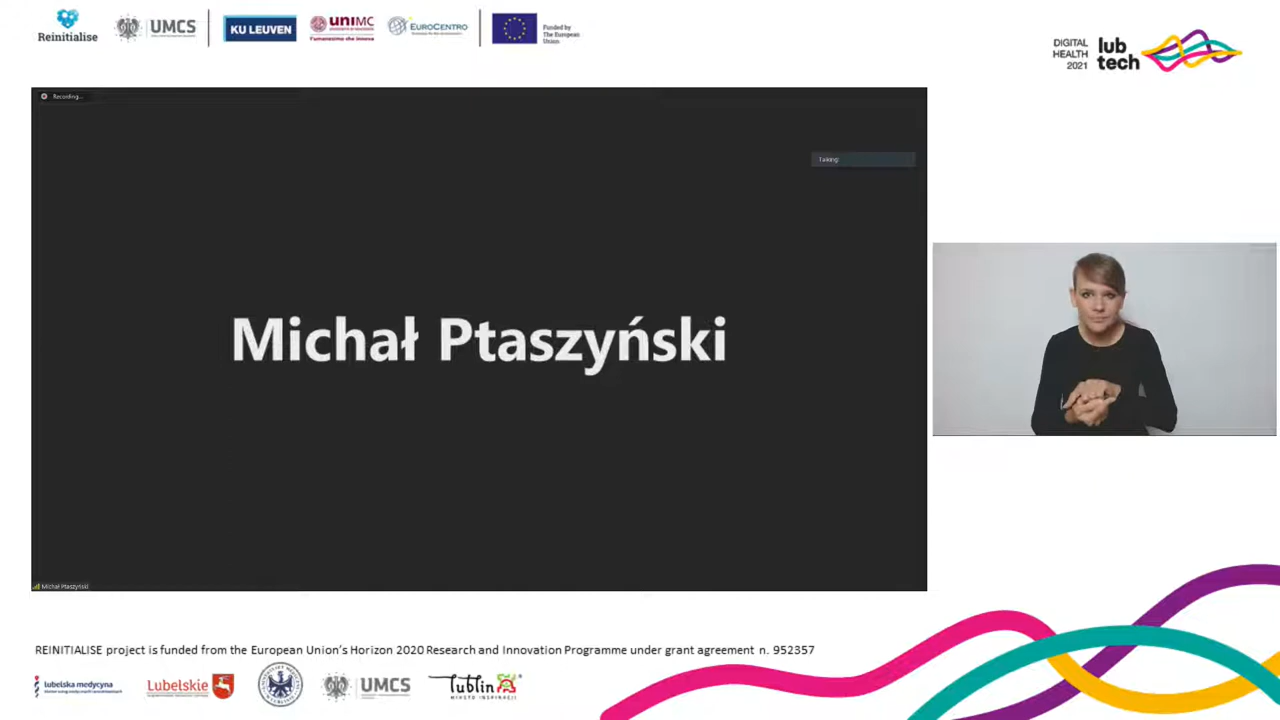 Reinitialise
UMCS
KU LEUVEN
UNIMC
l'umanesimo che innova
EUROCENTRO
Funded by
The European
Union
DIGITAL
HEALTH
2021
lub
tech
Recording...
Talking:
Michał Ptaszyński
Michał Ptaszyński
REINITIALISE project is funded from the European Union's Horizon 2020 Research and Innovation Programme under grant agreement n. 952357
lubelska medycyna
Lubelskie
UMCS
lublin
MIASTO INSPIRACJI